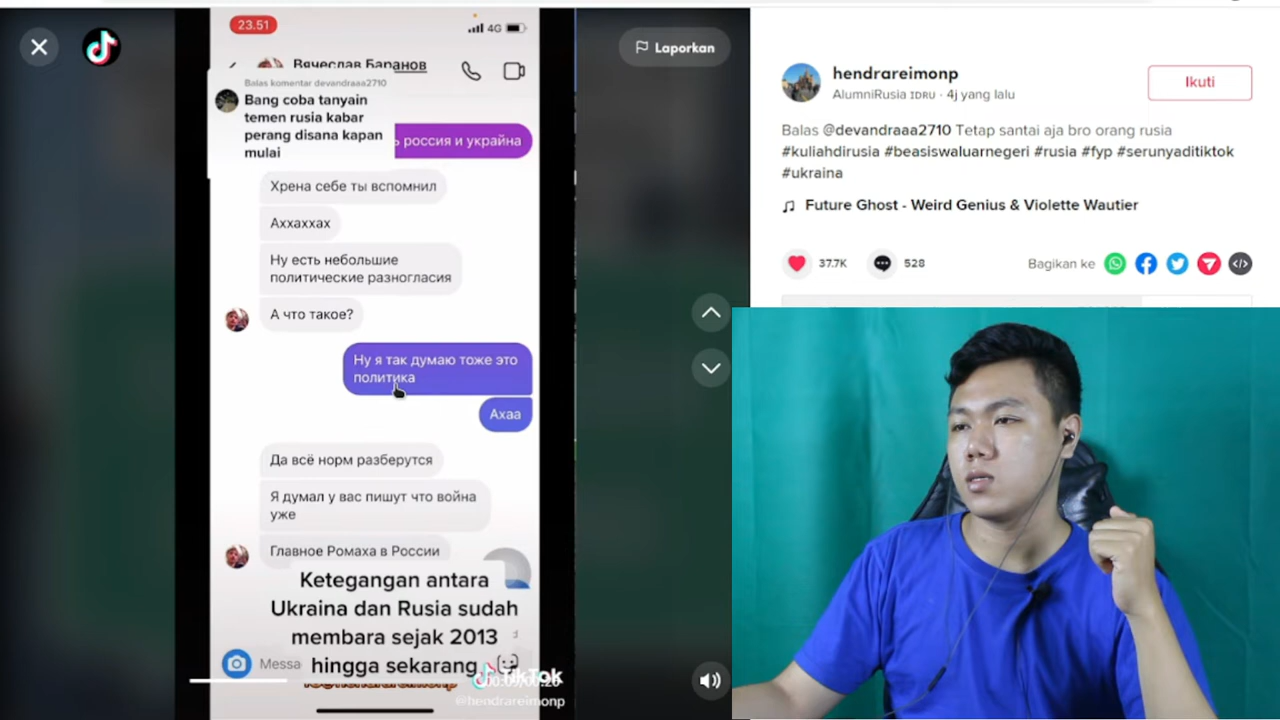 23.51
4G
Вячеслав Баранов
Balas komentar devandraaa2710
Bang coba tanyain
temen rusia kabar
perang disana kapan
mulai
россия и украйна
Хрена себе ты вспомнил
Аххаххах
Ну есть небольшие
политические разногласия
А что такое?
Ну я так думаю тоже это
политика
Ахаа
Да всё норм разберутся
Я думал у вас пишут что война
уже
Главное Ромаха в России
Ketegangan antara
Ukraina dan Rusia sudah
membara sejak 2013
hingga sekarang
Messa
TikTok
@hendrareimonp
Laporkan
hendrareimonp
AlumniRusia IDRU · 4j yang lalu
Ikuti
Balas @devandraaa2710 Tetap santai aja bro orang rusia
#kuliahdirusia #beasiswaluarnegeri #rusia #fyp #serunyaditiktok
#ukraina
Future Ghost - Weird Genius & Violette Wautier
37.7K
528
Bagikan ke